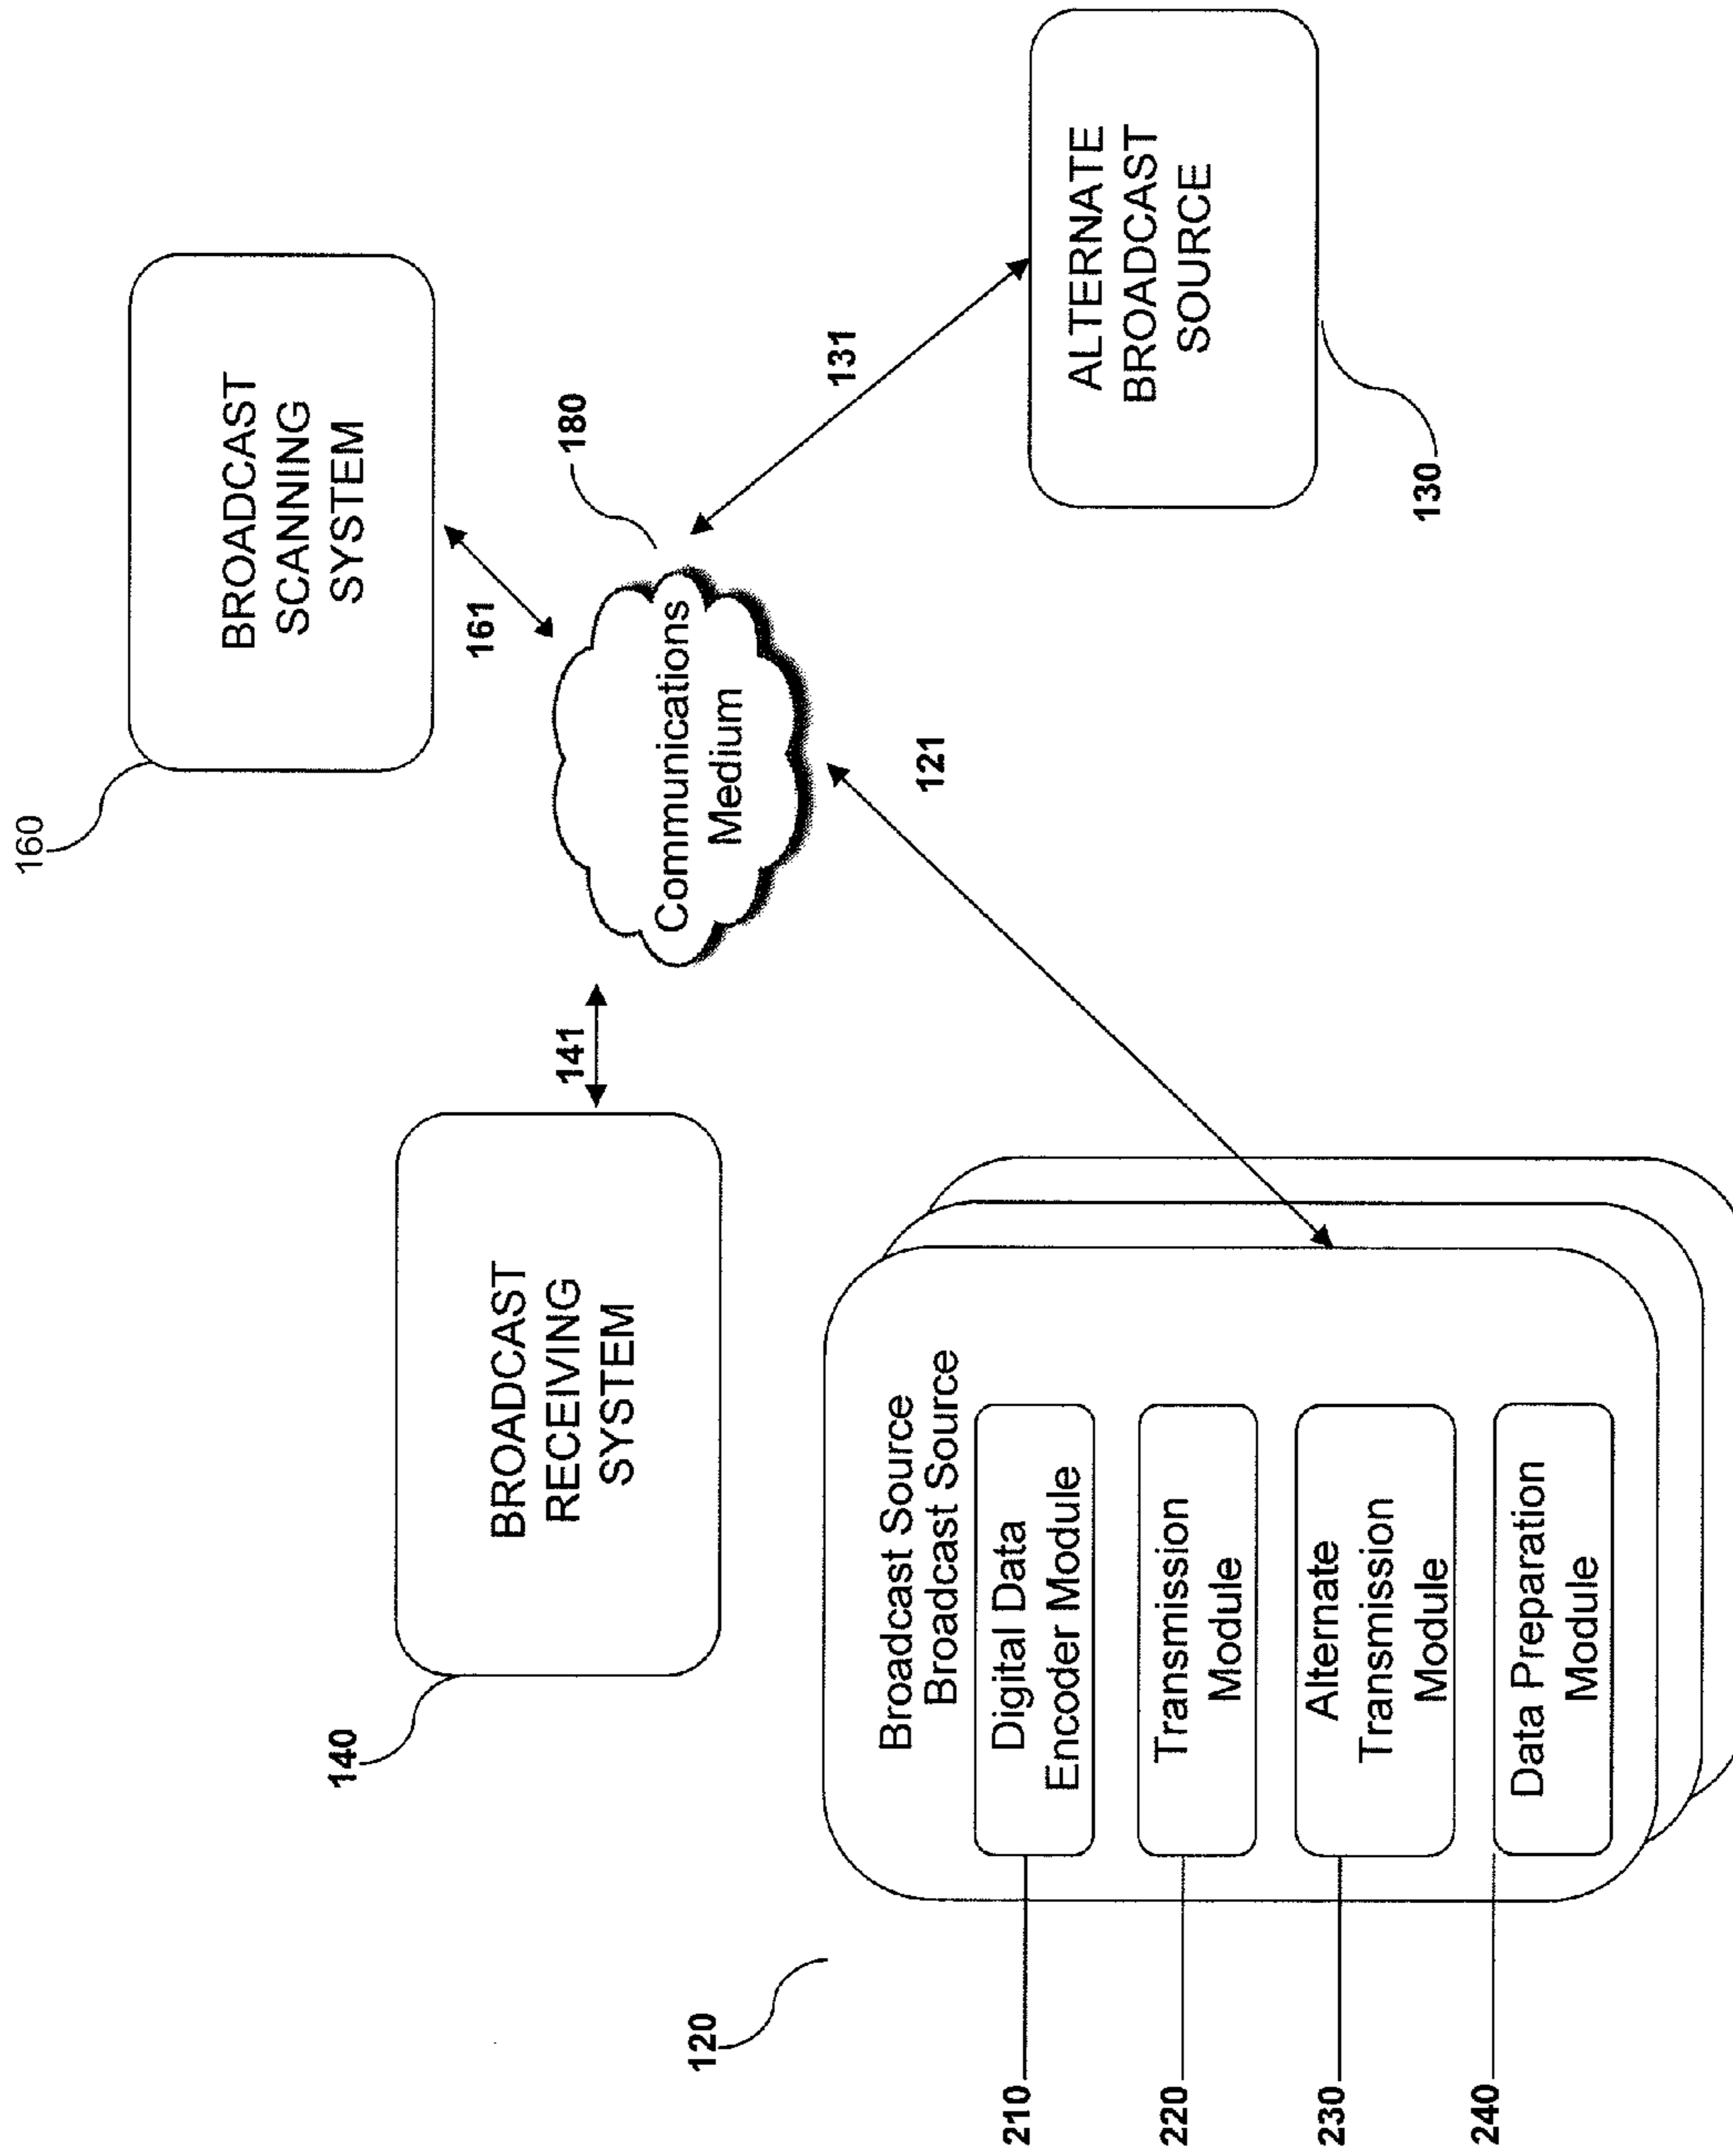 160
BROADCAST
SCANNING
SYSTEM
161
140
BROADCAST
RECEIVING
SYSTEM
141
180
Communications
Medium
131
121
ALTERNATE
BROADCAST
SOURCE
130
120
Broadcast Source
Broadcast Source
210
Digital Data
Encoder Module
220
Transmission
Module
230
Alternate
Transmission
Module
240
Data Preparation
Module